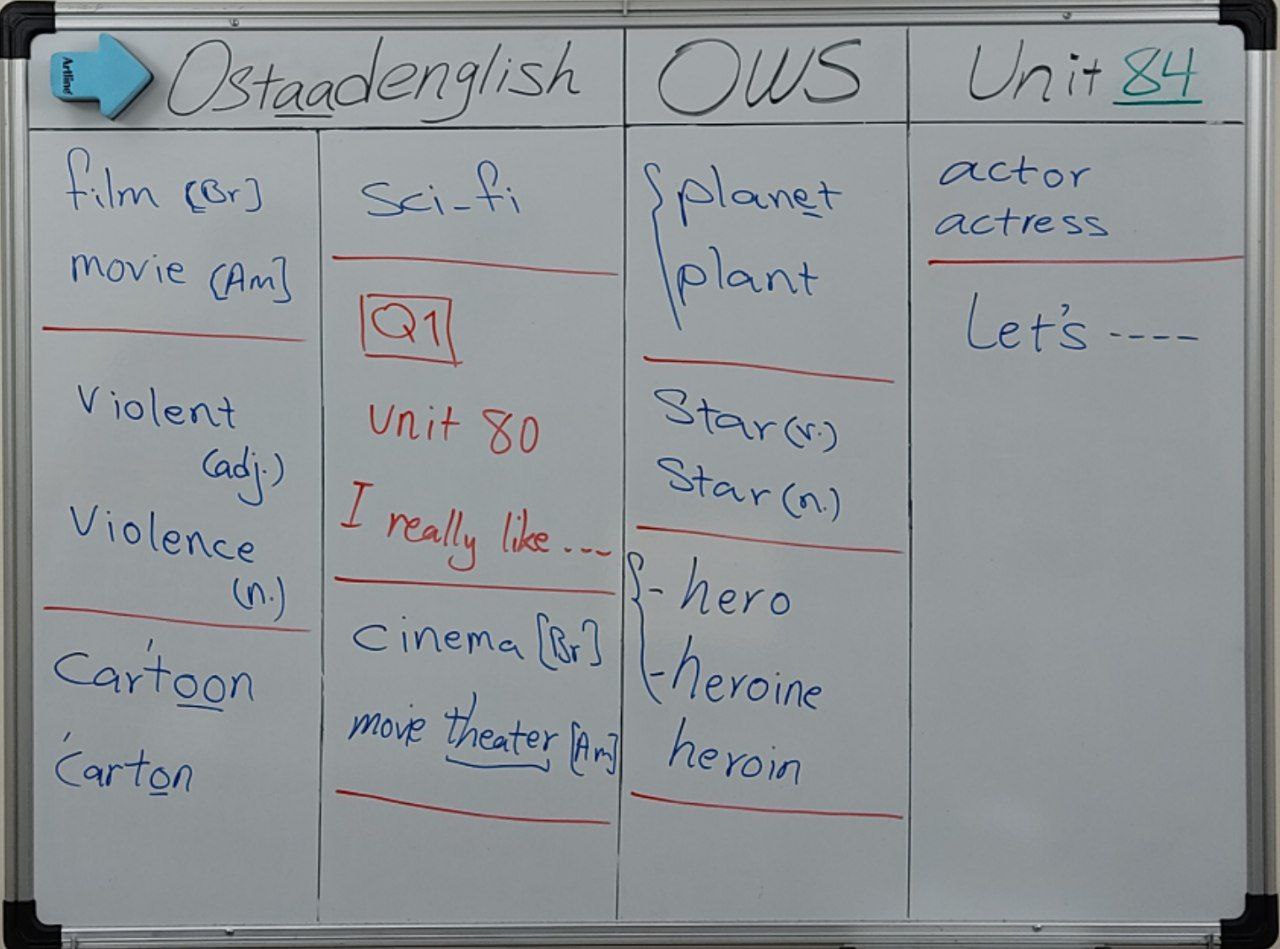 Artline
Ostaadenglish
OWS
Unit 84
film [Br]
movie [Am]
violent
(adj.)
Violence
(n.)
Car'toon
'Carton
Sci-fi
Q1
Unit 80
I really like ---
Cinema [Br]
movie theater [Am]
planet
plant
Star (v.)
Star (n.)
- hero
- heroine
heroin
actor
actress
Let's ----